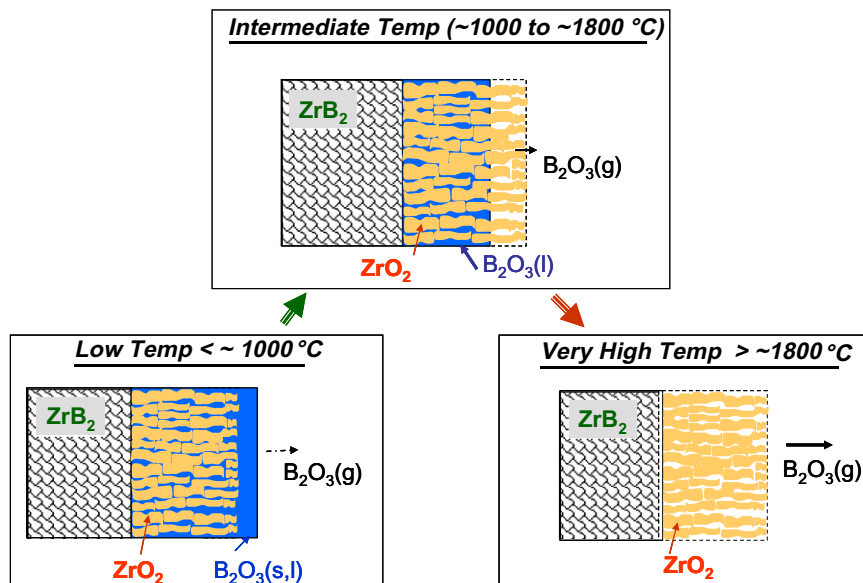 Intermediate Temp (~1000 to ~1800 °C)
ZrB2
B2O3(g)
ZrO2
B2O3(l)
Low Temp < ~ 1000 °C
ZrB2
B2O3(g)
ZrO2
B2O3(s,l)
Very High Temp > ~1800 °C
ZrB2
B2O3(g)
ZrO2